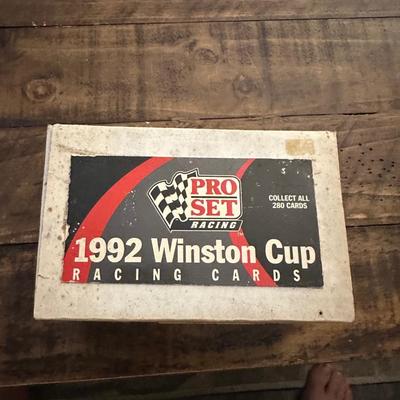 PRO
SET
RACING
COLLECT ALL
280 CARDS
1992 Winston Cup
RACING CARDS